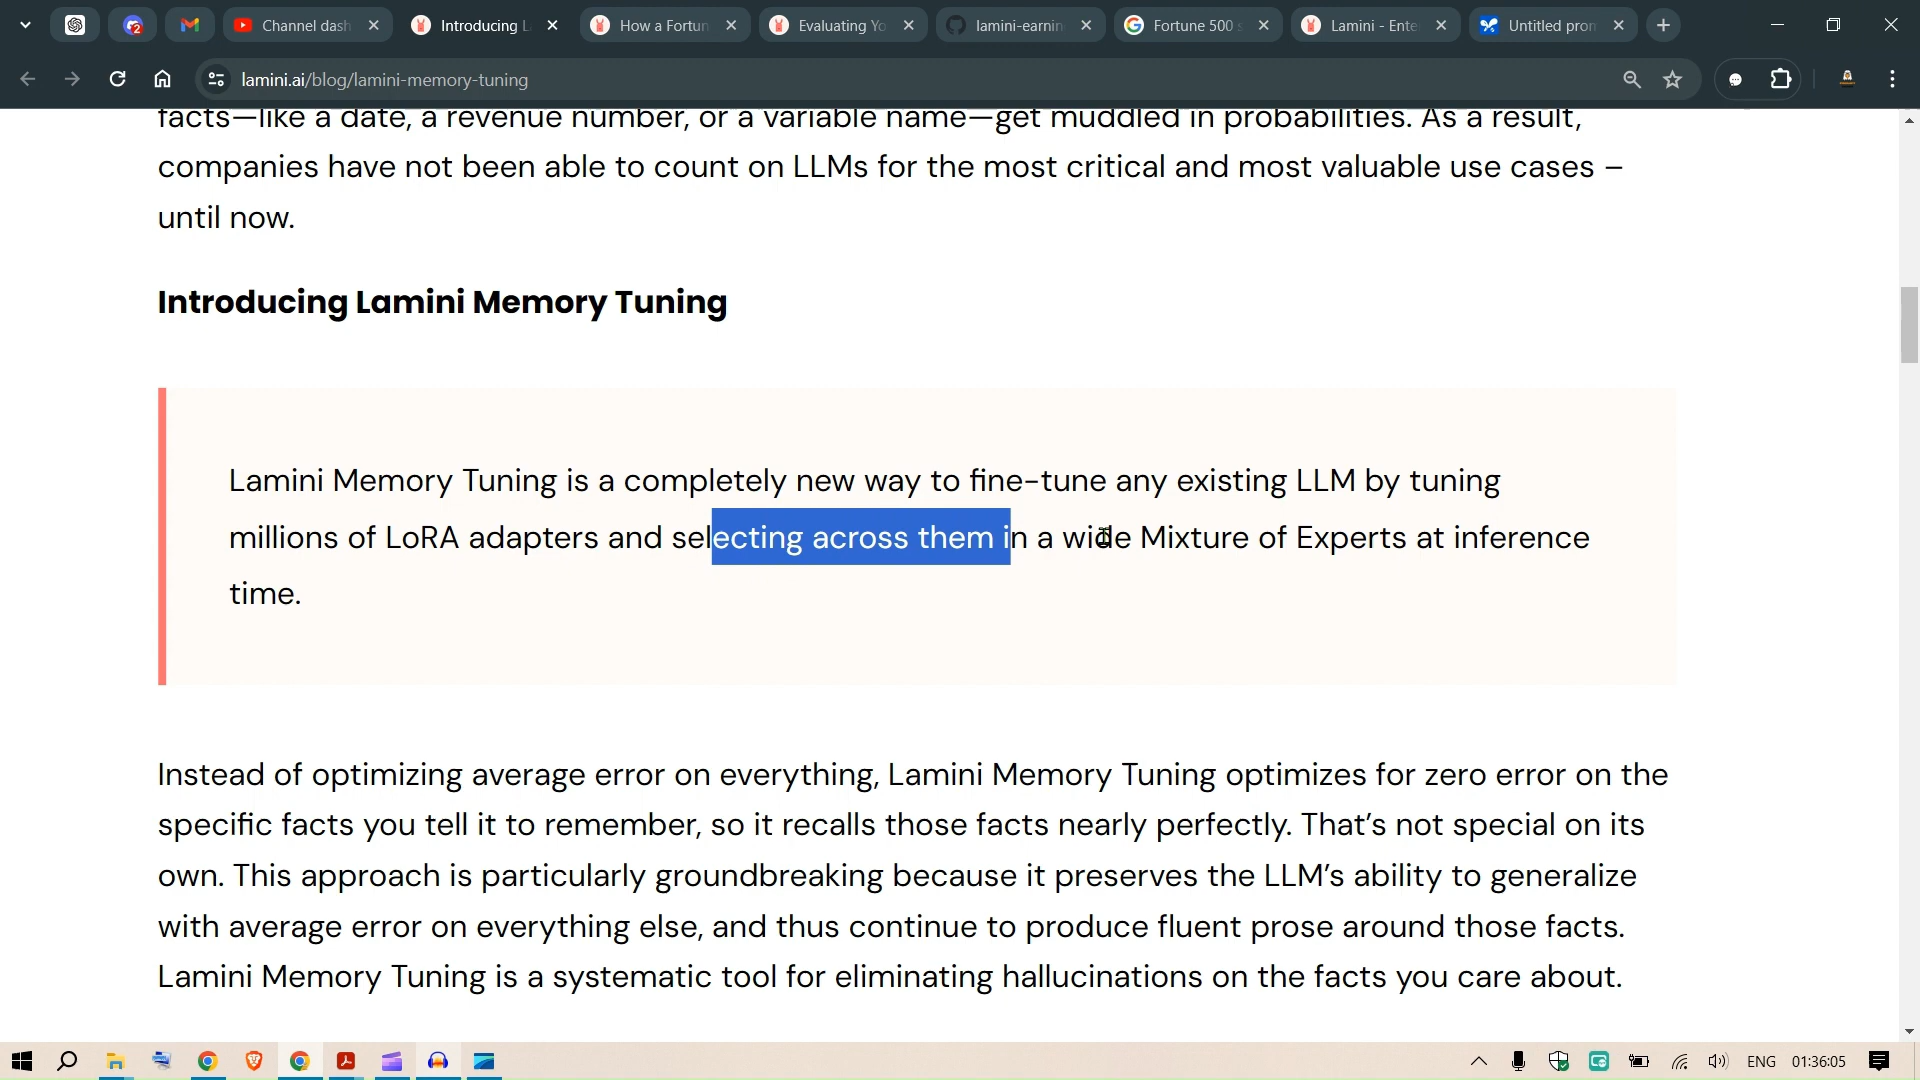 Channel dash
Introducing L
How a Fortun
Evaluating Yo
lamini-earnin
Fortune 500 s
Lamini - Ente
Untitled pron
lamini.ai/blog/lamini-memory-tuning
2
facts—like a date, a revenue number, or a variable name—get muddled in probabilities. As a result,
companies have not been able to count on LLMs for the most critical and most valuable use cases –
until now.
Introducing Lamini Memory Tuning
Lamini Memory Tuning is a completely new way to fine-tune any existing LLM by tuning
millions of LoRA adapters and selecting across them in a wide Mixture of Experts at inference
time.
Instead of optimizing average error on everything, Lamini Memory Tuning optimizes for zero error on the
specific facts you tell it to remember, so it recalls those facts nearly perfectly. That's not special on its
own. This approach is particularly groundbreaking because it preserves the LLM's ability to generalize
with average error on everything else, and thus continue to produce fluent prose around those facts.
Lamini Memory Tuning is a systematic tool for eliminating hallucinations on the facts you care about.
ENG
01:36:05